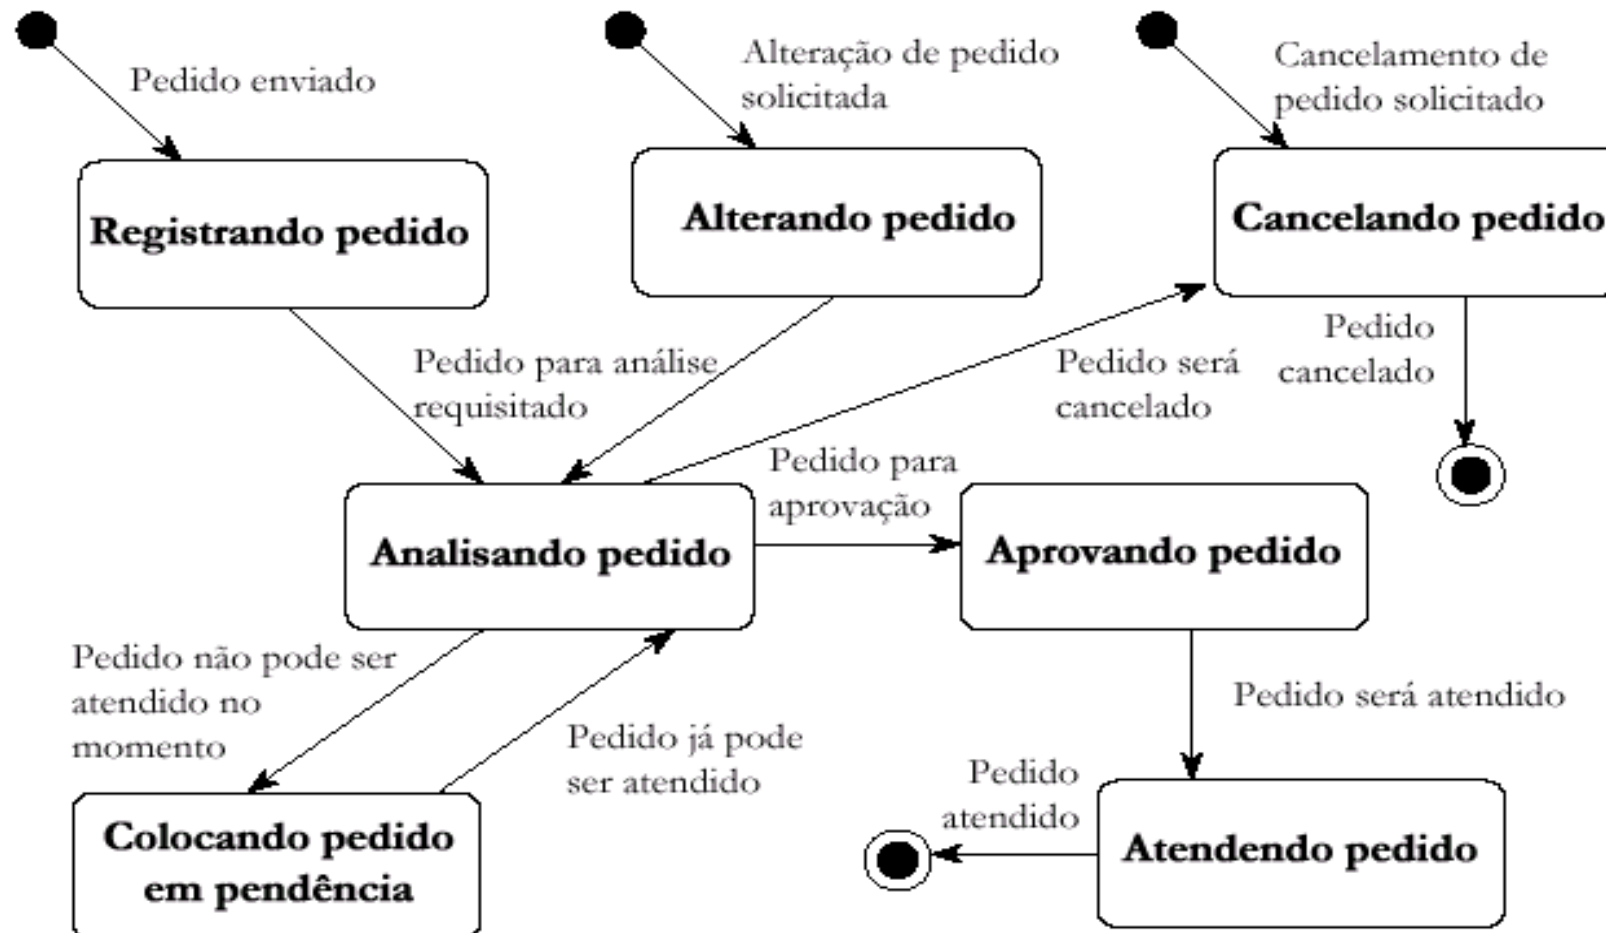 Pedido enviado
Alteração de pedido
solicitada
Cancelamento de
pedido solicitado
Registrando pedido
Alterando pedido
Cancelando pedido
Pedido para análise
requisitado
Pedido será
cancelado
Pedido
cancelado
Pedido para
aprovação
Analisando pedido
Aprovando pedido
Pedido não pode ser
atendido no
momento
Pedido já pode
ser atendido
Pedido será atendido
Pedido
atendido
Colocando pedido
em pendência
Atendendo pedido